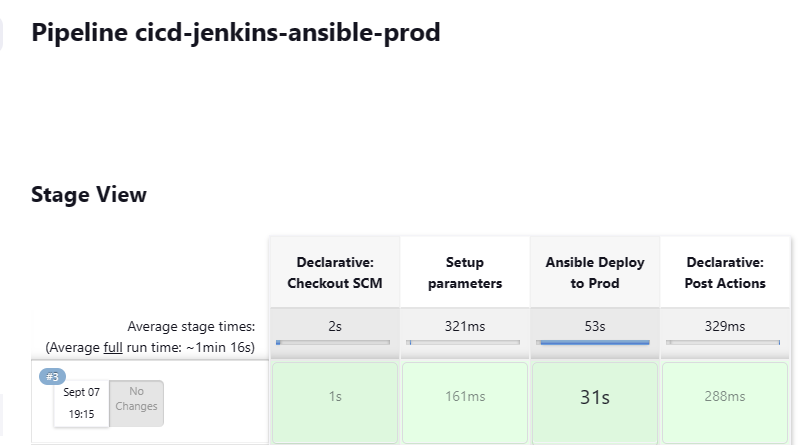 Pipeline cicd-jenkins-ansible-prod
Stage View
Declarative: Checkout SCM
Setup parameters
Ansible Deploy to Prod
Declarative: Post Actions
Average stage times:
(Average full run time: ~1min 16s)
2s
321ms
53s
329ms
#3
Sept 07
19:15
No Changes
1s
161ms
31s
288ms